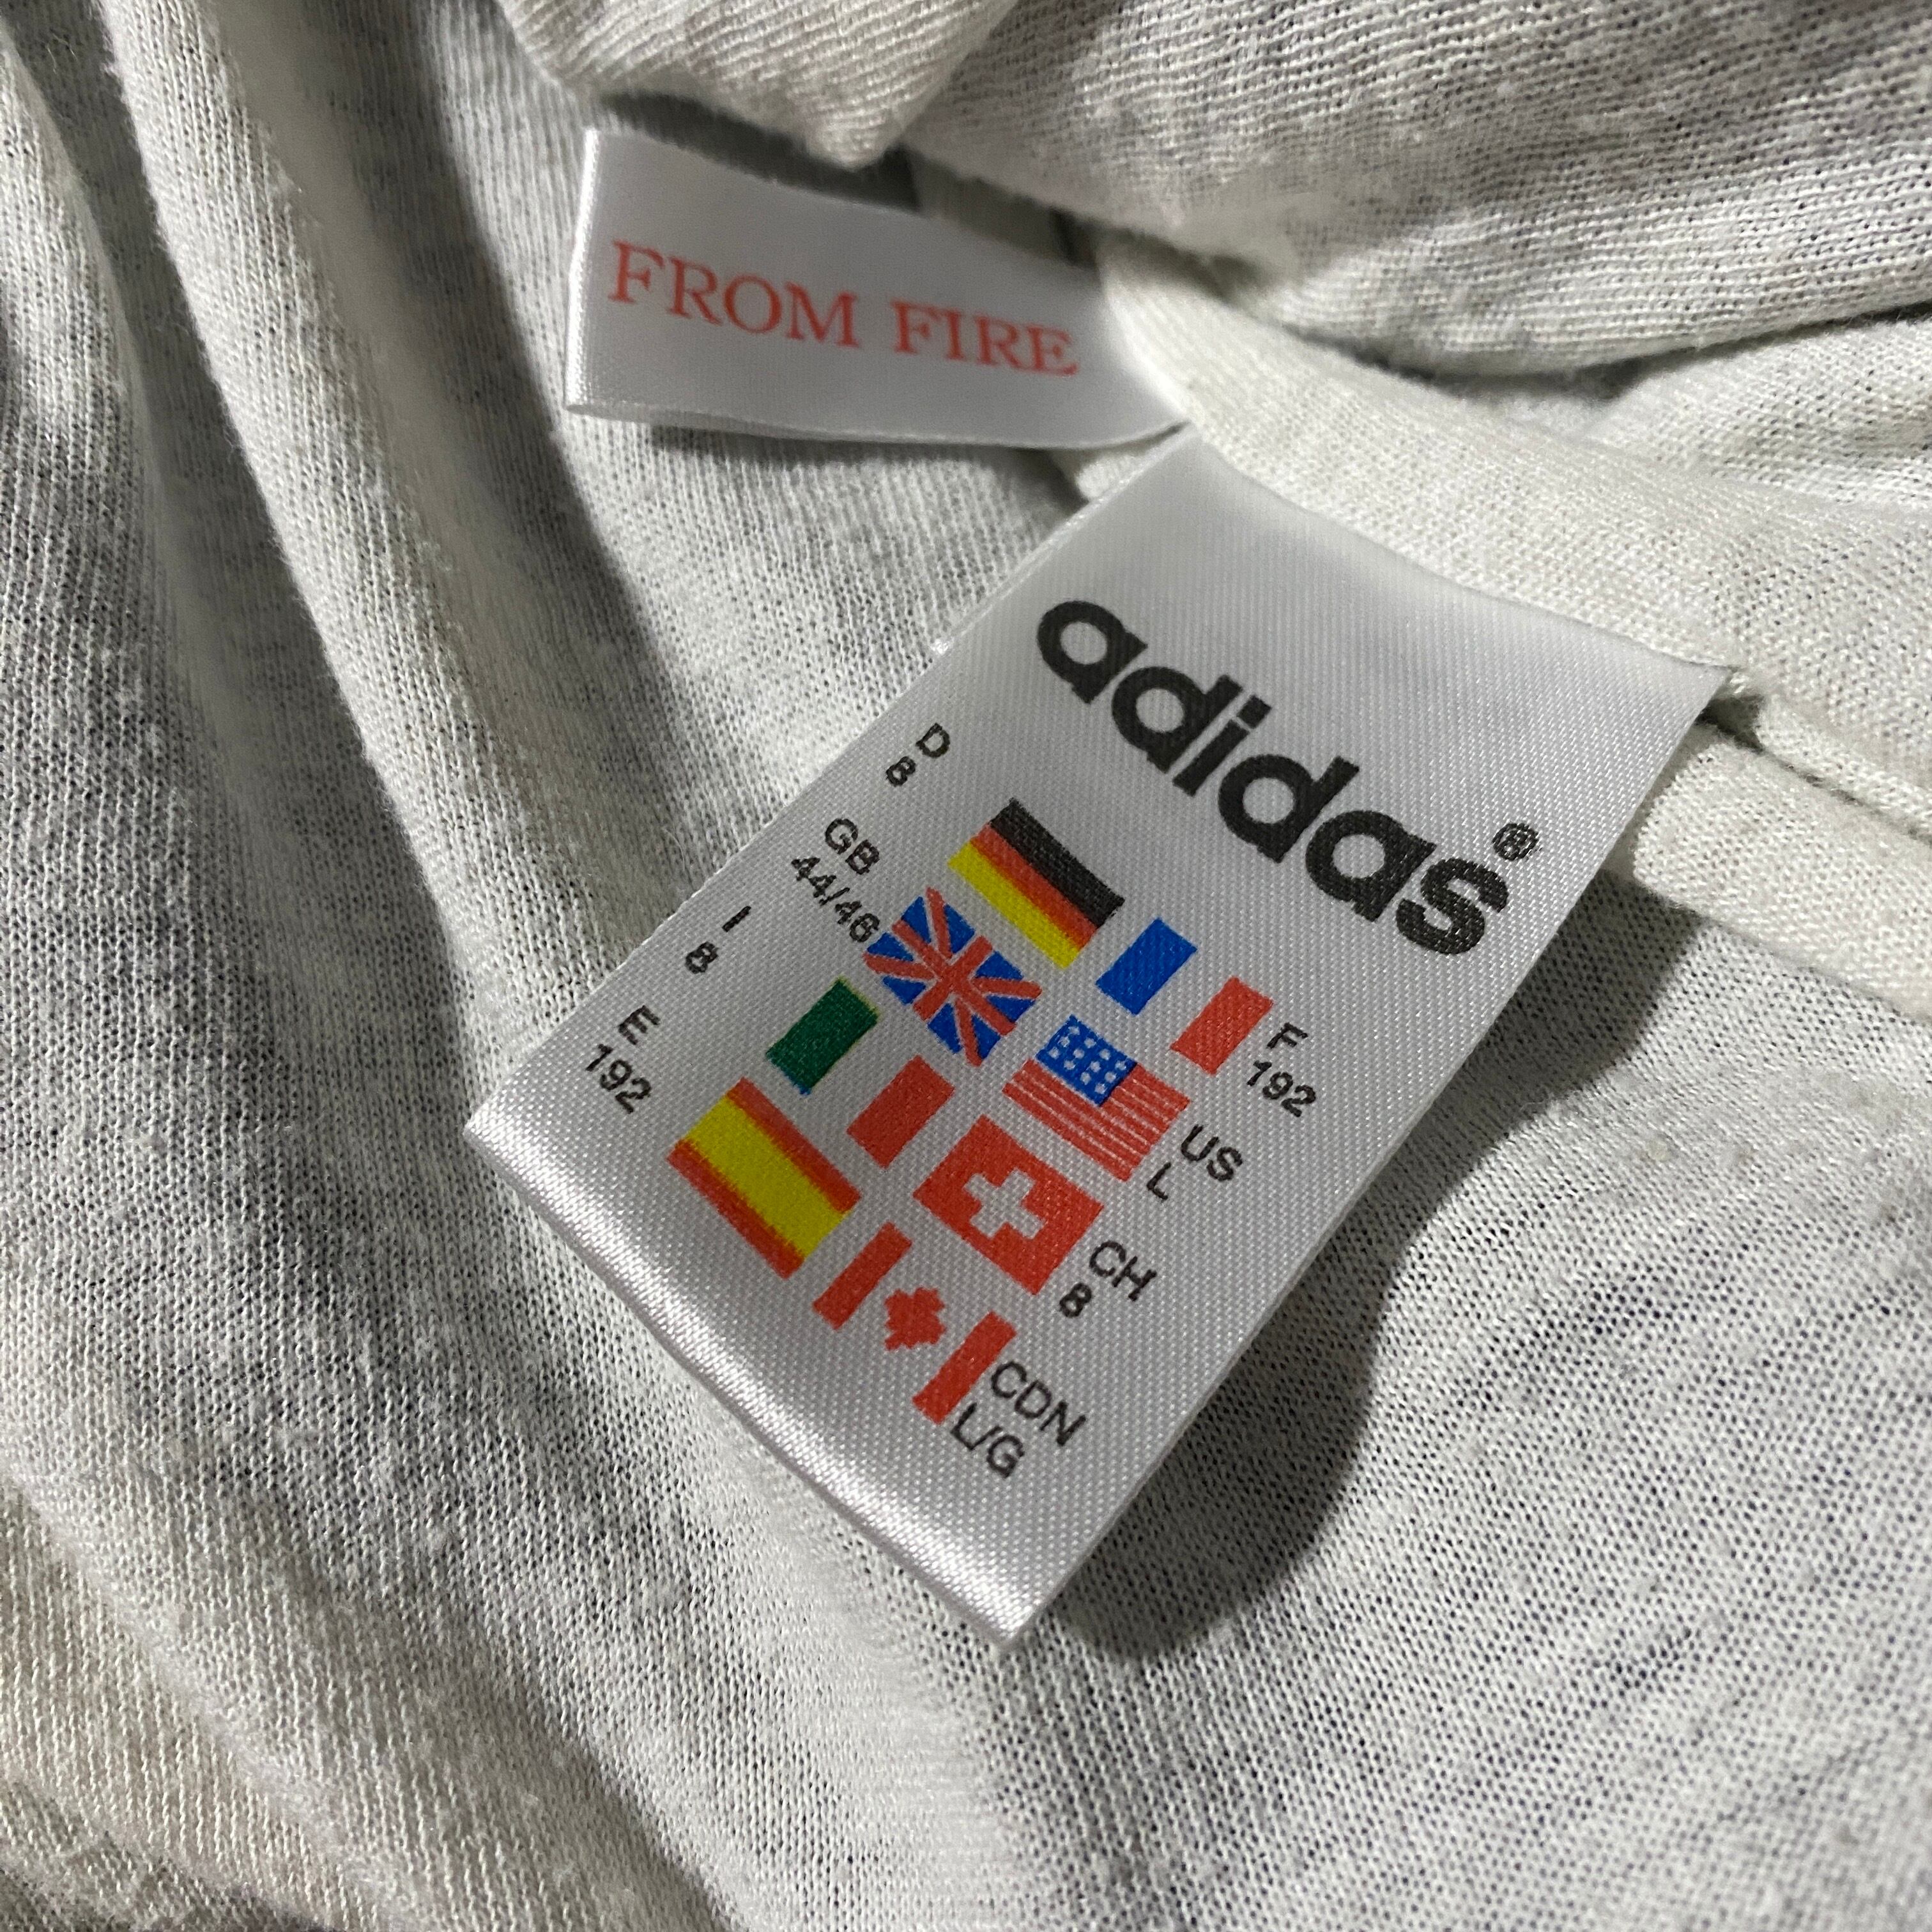 FROM FIRE
adidas®
D
8
F
192
GB
44/46
US
L
I
8
CH
8
E
192
CDN
L/G